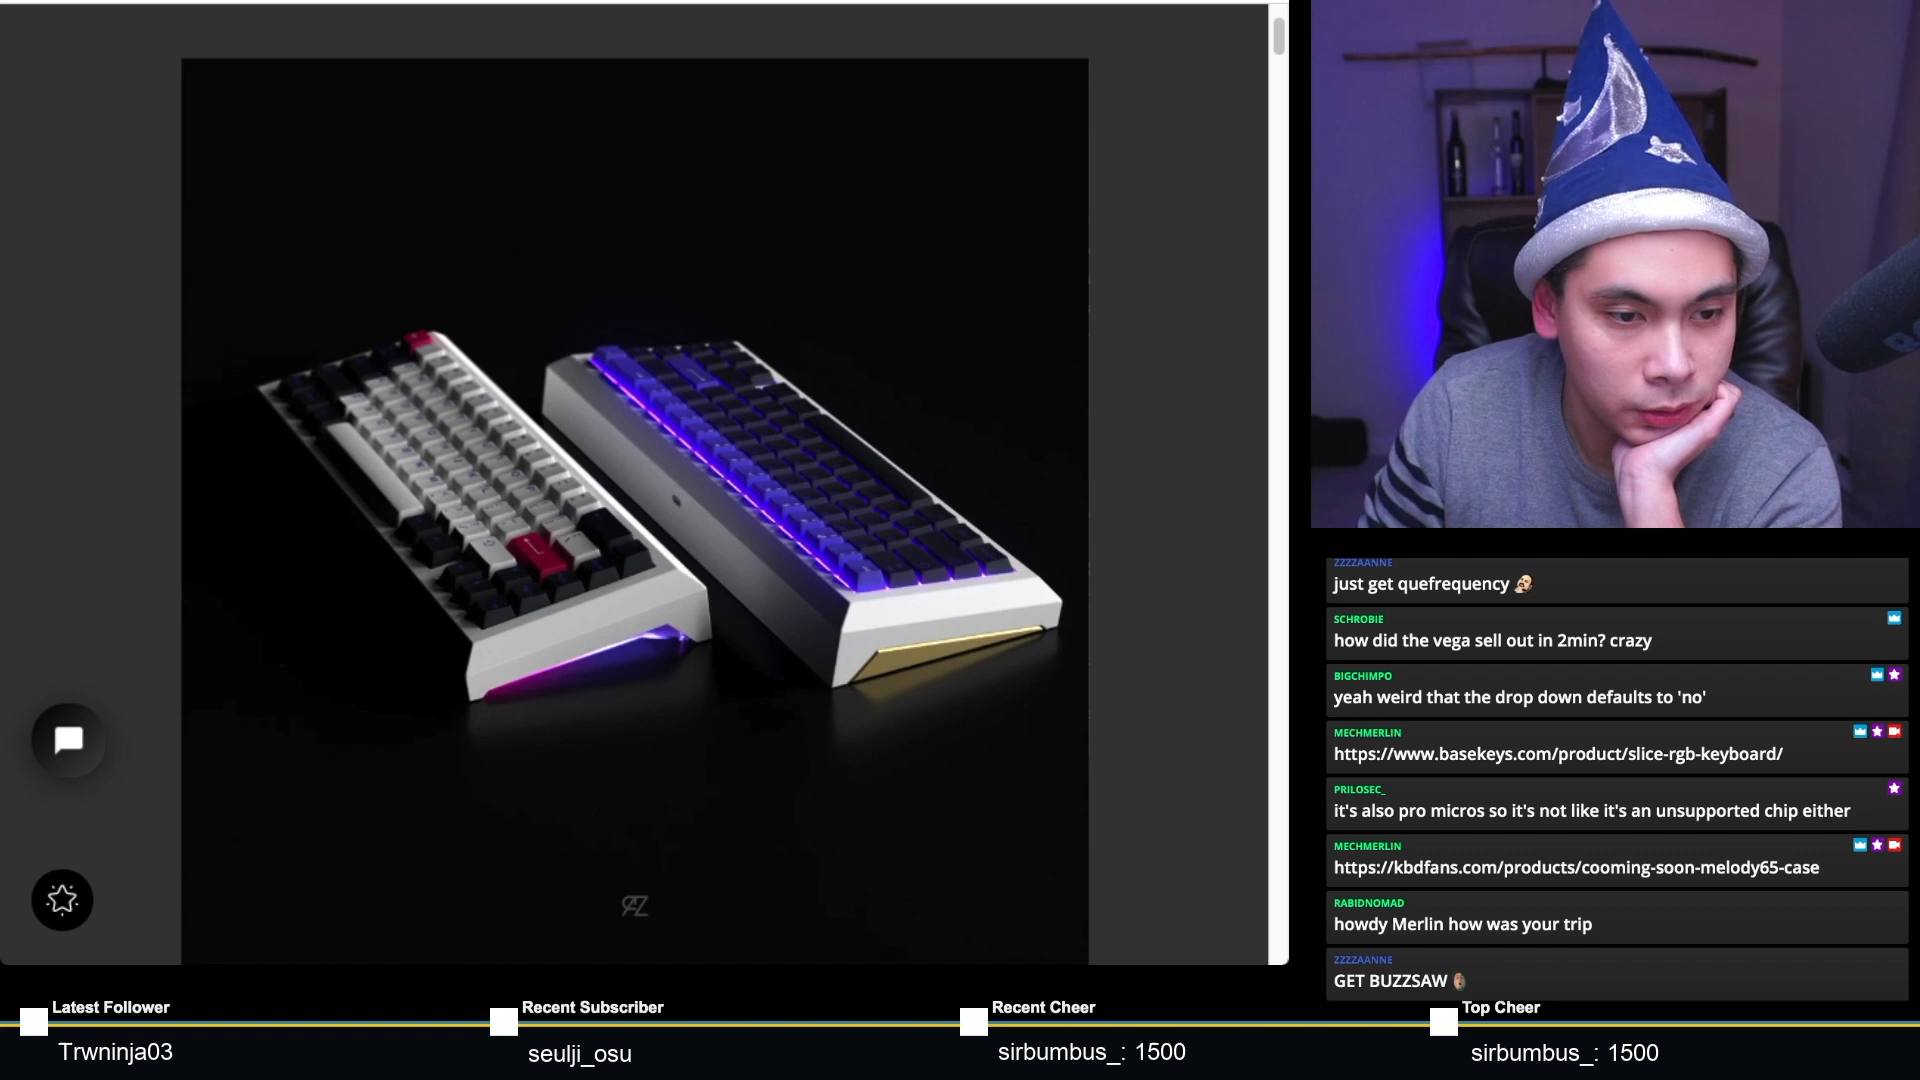 ZZZZAANNE
just get quefrequency
SCHROBIE
how did the vega sell out in 2min? crazy
BIGCHIMPO
yeah weird that the drop down defaults to 'no'
MECHMERLIN
https://www.basekeys.com/product/slice-rgb-keyboard/
PRILOSEC_
it's also pro micros so it's not like it's an unsupported chip either
MECHMERLIN
https://kbdfans.com/products/cooming-soon-melody65-case
RABIDNOMAD
howdy Merlin how was your trip
ZZZZAANNE
GET BUZZSAW
Latest Follower
Trwninja03
Recent Subscriber
seulji_osu
Recent Cheer
sirbumbus_: 1500
Top Cheer
sirbumbus_: 1500